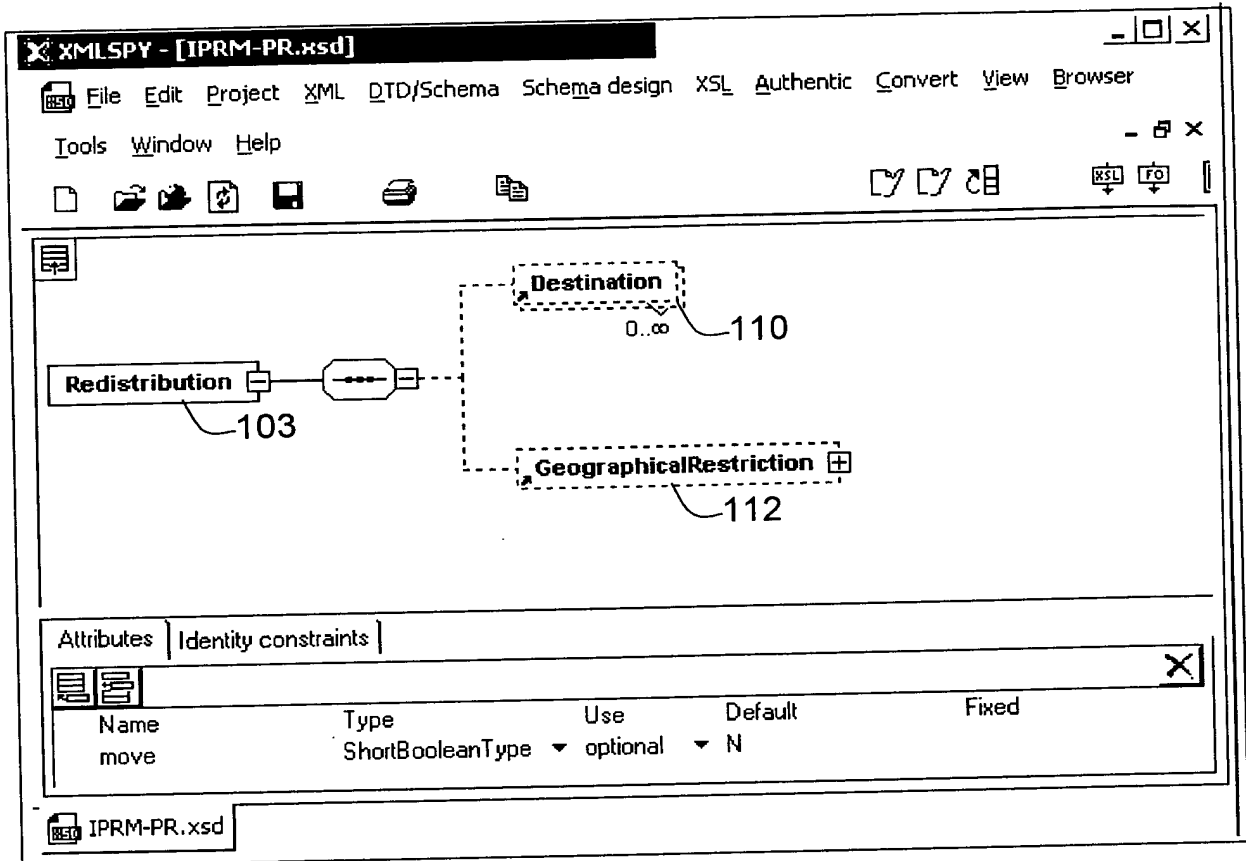 XMLSPY - [IPRM-PR.xsd]
File Edit Project XML DTD/Schema Schema design XSL Authentic Convert View Browser
Tools Window Help
XSL FO
Destination
0..∞
110
Redistribution
103
GeographicalRestriction
112
Attributes Identity constraints
Name Type Use Default Fixed
move ShortBooleanType optional N
IPRM-PR.xsd